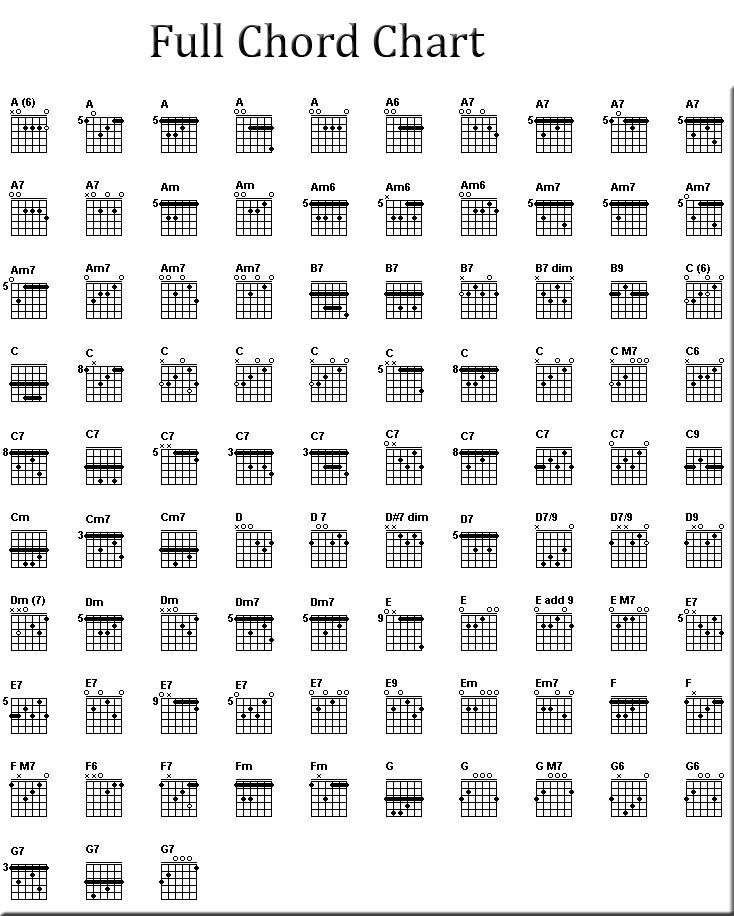 Full Chord Chart
A (6) A A A A A6 A7 A7 A7 A7
5 5 5 5 5
A7 A7 Am Am Am6 Am6 Am6 Am7 Am7 Am7
5 5 5 5 5 5
Am7 Am7 Am7 Am7 B7 B7 B7 B7 dim B9 C (6)
5
C C C C C C C C C M7 C6
8 5 8
C7 C7 C7 C7 C7 C7 C7 C7 C7 C9
8 5 3 3 8
Cm Cm7 Cm7 D D 7 D#7 dim D7 D7/9 D7/9 D9
3 5
Dm (7) Dm Dm Dm7 Dm7 E E E add 9 E M7 E7
5 5 5 9 5
E7 E7 E7 E7 E7 E9 Em Em7 F F
5 9 5
F M7 F6 F7 Fm Fm G G G M7 G6 G6
G7 G7 G7
3